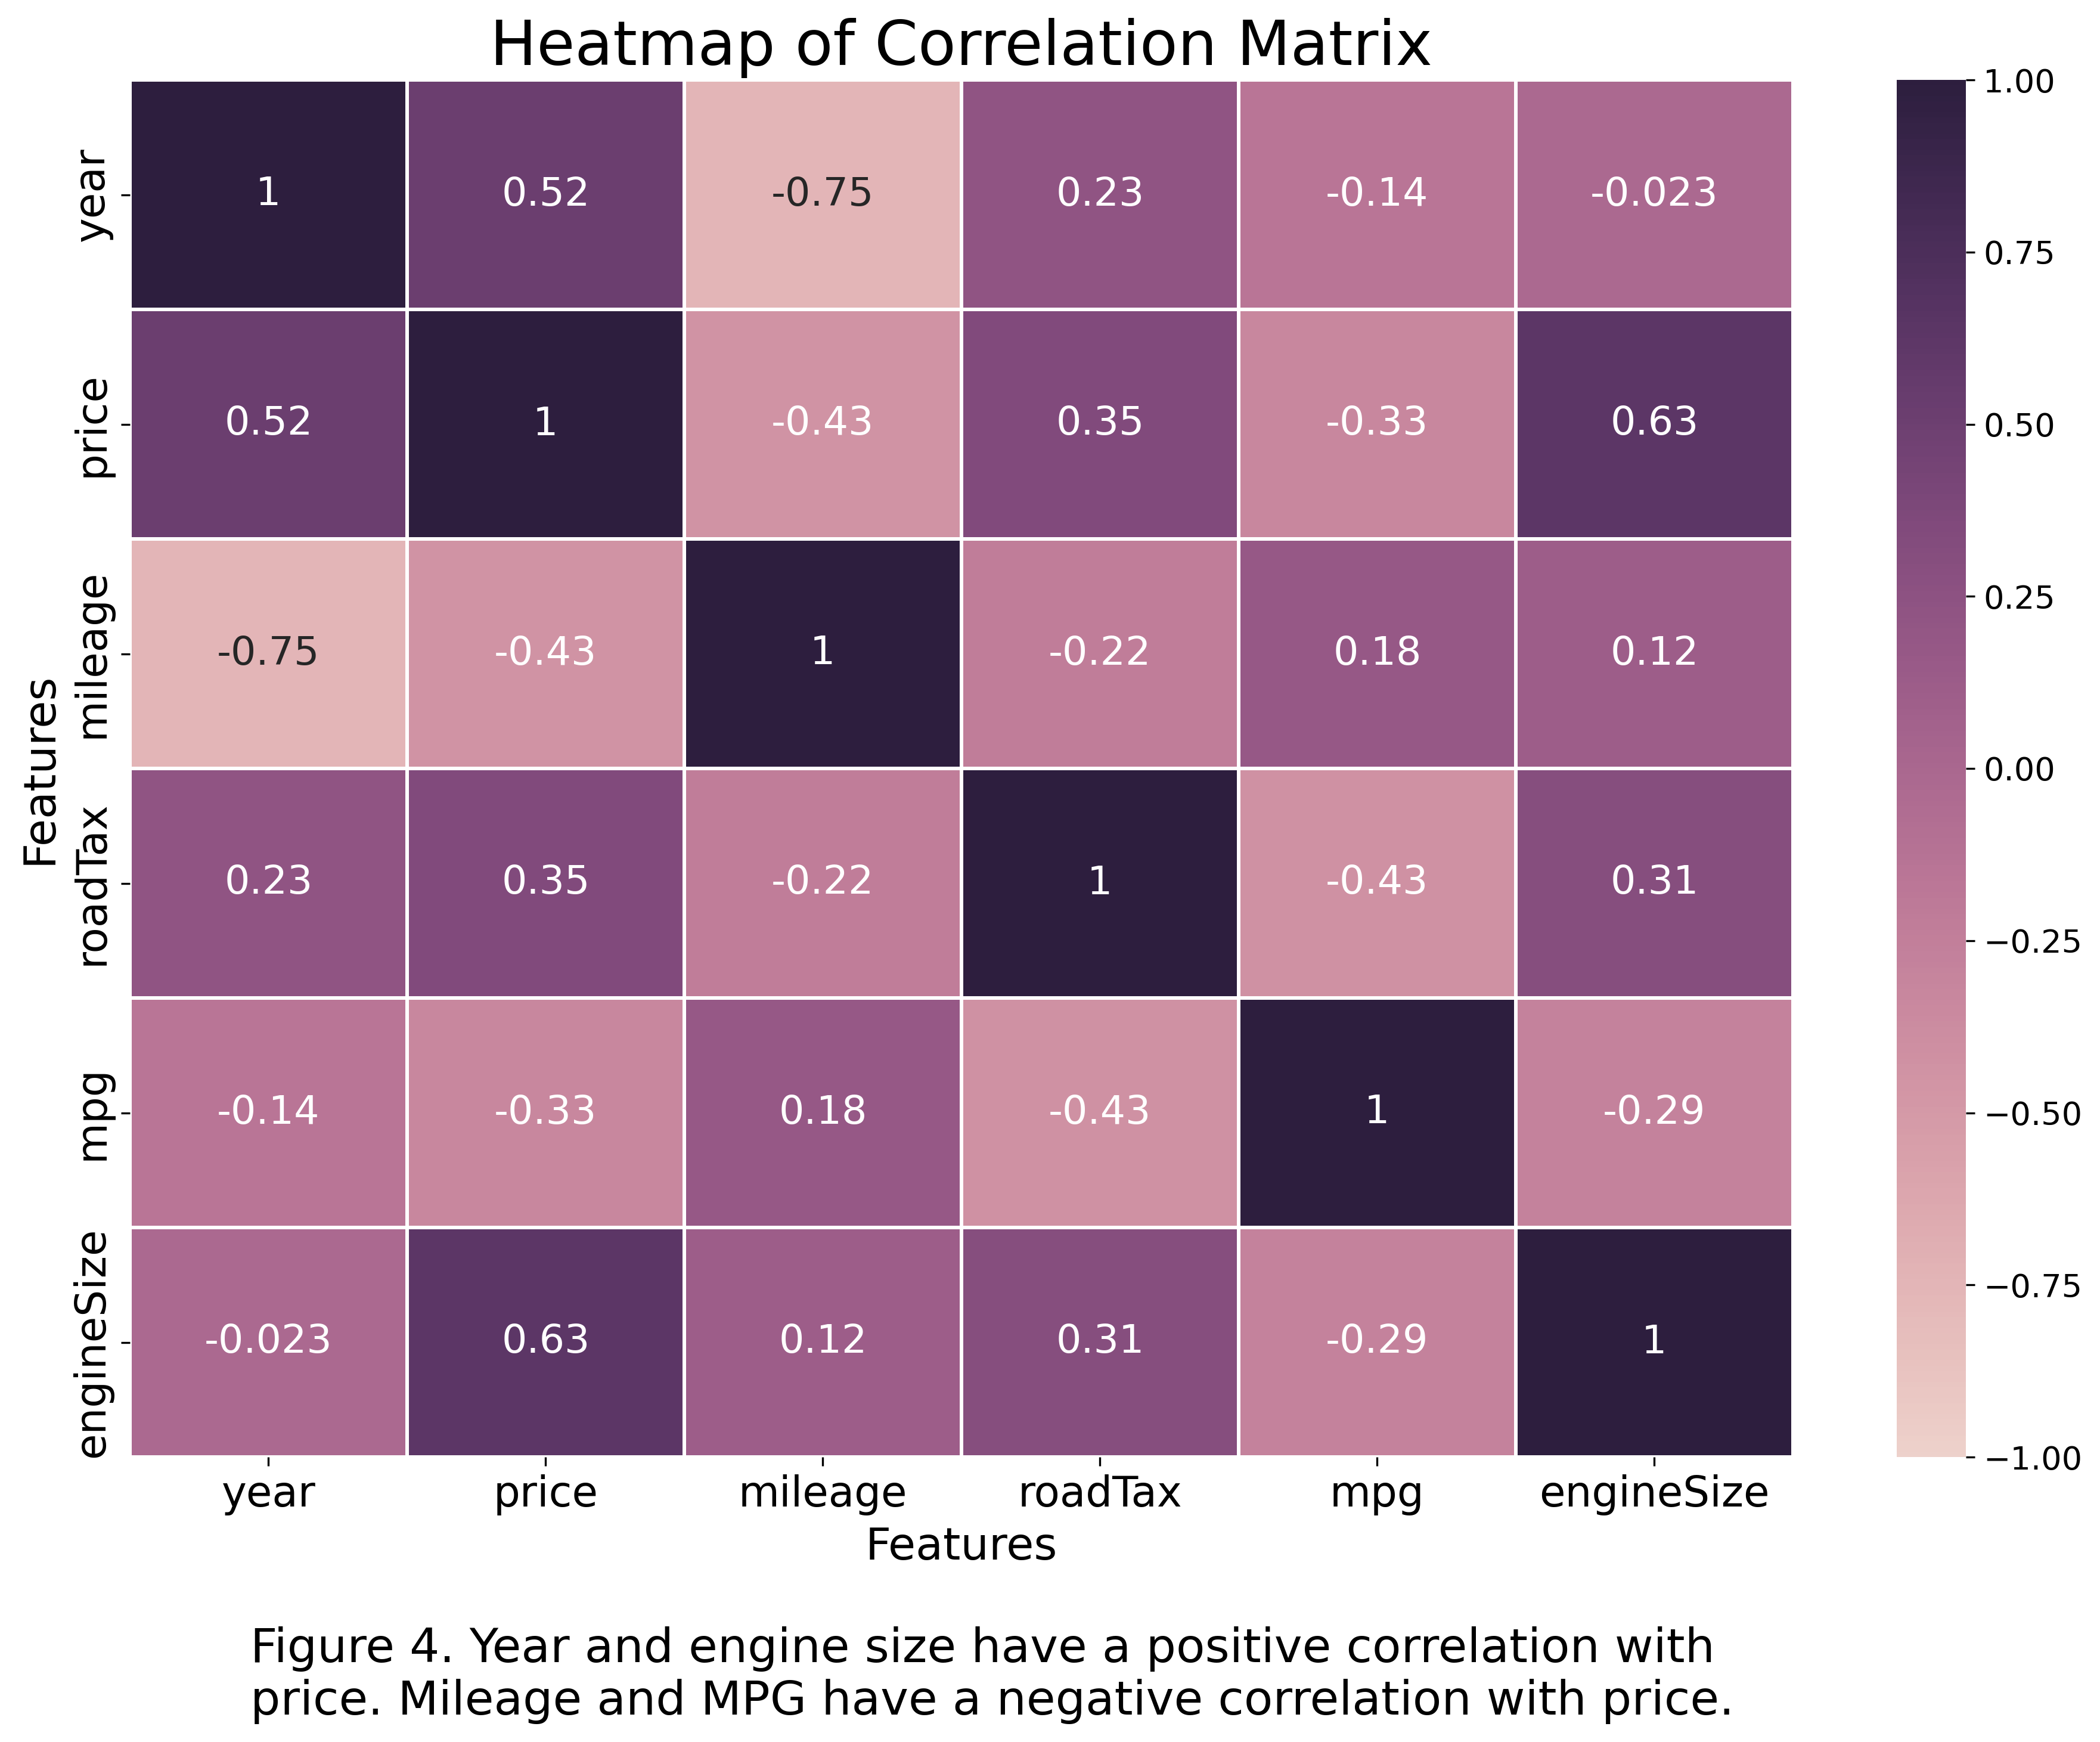 Heatmap of Correlation Matrix
year 1 0.52 -0.75 0.23 -0.14 -0.023
price 0.52 1 -0.43 0.35 -0.33 0.63
mileage -0.75 -0.43 1 -0.22 0.18 0.12
roadTax 0.23 0.35 -0.22 1 -0.43 0.31
mpg -0.14 -0.33 0.18 -0.43 1 -0.29
engineSize -0.023 0.63 0.12 0.31 -0.29 1
Features
year price mileage roadTax mpg engineSize
Features
1.00
0.75
0.50
0.25
0.00
−0.25
−0.50
−0.75
−1.00
Figure 4. Year and engine size have a positive correlation with
price. Mileage and MPG have a negative correlation with price.